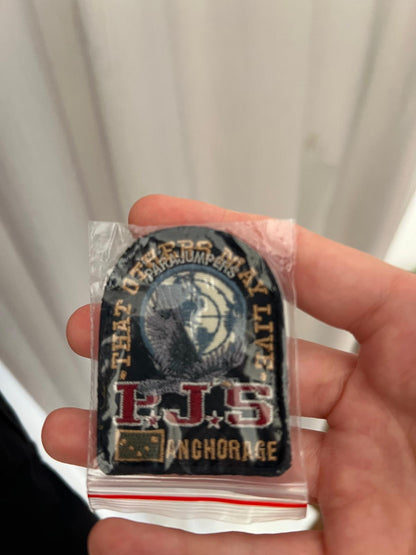 THAT OTHERS MAY LIVE
PARAJUMPERS
P.J.S
ANCHORAGE